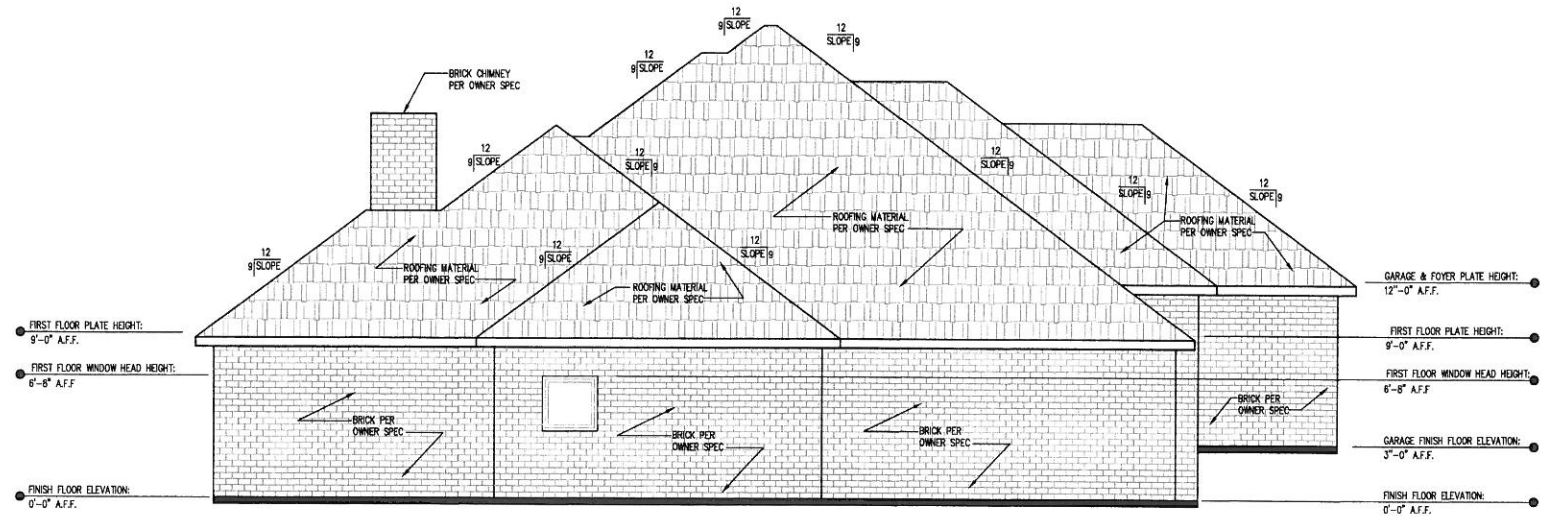 12
9 SLOPE
12
SLOPE 9
12
9 SLOPE
BRICK CHIMNEY
PER OWNER SPEC
12
9 SLOPE
12
SLOPE 9
12
SLOPE 9
12
SLOPE 9
12
SLOPE 9
ROOFING MATERIAL
PER OWNER SPEC
ROOFING MATERIAL
PER OWNER SPEC
12
9 SLOPE
12
9 SLOPE
12
SLOPE 9
ROOFING MATERIAL
PER OWNER SPEC
ROOFING MATERIAL
PER OWNER SPEC
GARAGE & FOYER PLATE HEIGHT:
12"-0" A.F.F.
FIRST FLOOR PLATE HEIGHT:
9'-0" A.F.F.
FIRST FLOOR PLATE HEIGHT:
9'-0" A.F.F.
FIRST FLOOR WINDOW HEAD HEIGHT:
6'-8" A.F.F
FIRST FLOOR WINDOW HEAD HEIGHT:
6'-8" A.F.F
BRICK PER
OWNER SPEC
BRICK PER
OWNER SPEC
BRICK PER
OWNER SPEC
BRICK PER
OWNER SPEC
GARAGE FINISH FLOOR ELEVATION:
3"-0" A.F.F.
FINISH FLOOR ELEVATION:
0'-0" A.F.F.
FINISH FLOOR ELEVATION:
0'-0" A.F.F.